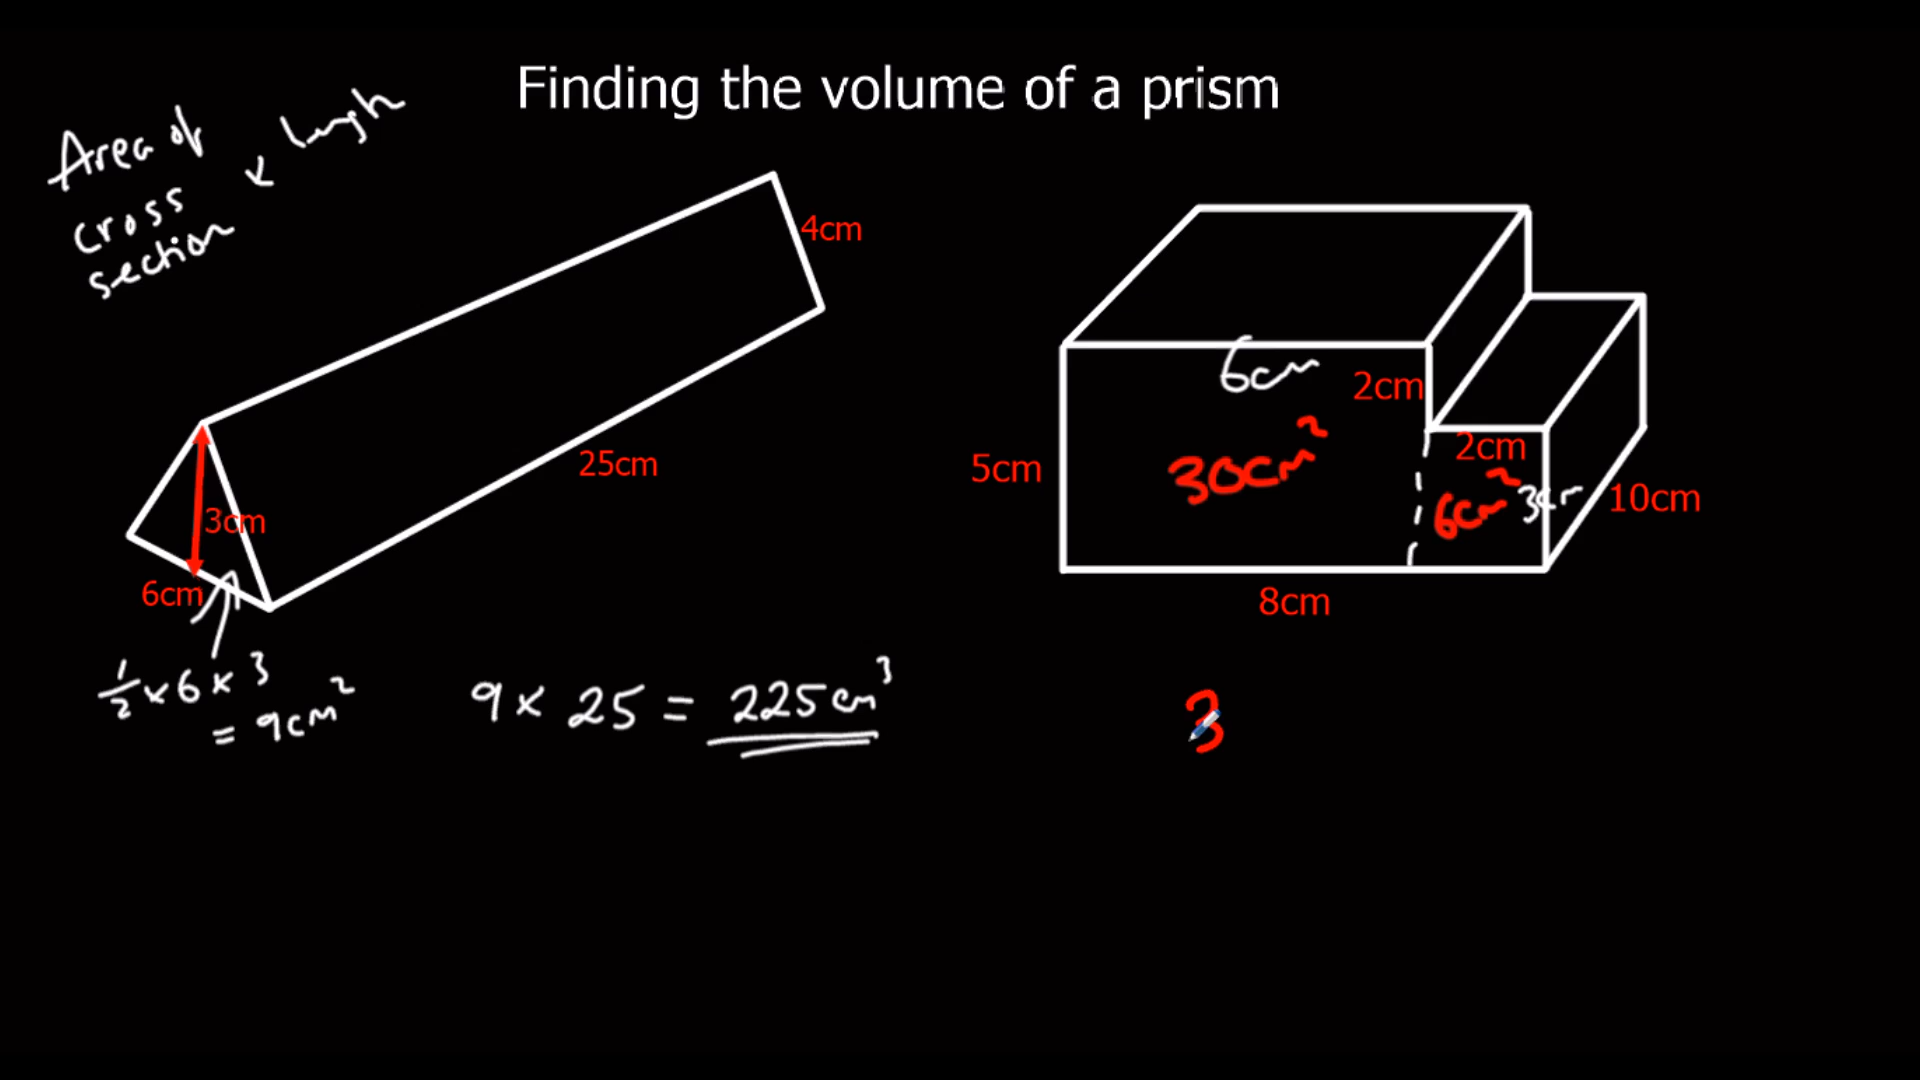 Finding the volume of a prism
Area of
cross
section
x length
4cm
25cm
3cm
6cm
½ x 6 x 3
= 9cm²
9 x 25 = 225cm³
6cm
2cm
5cm
30cm²
2cm
6cm²
3cm
10cm
8cm
3